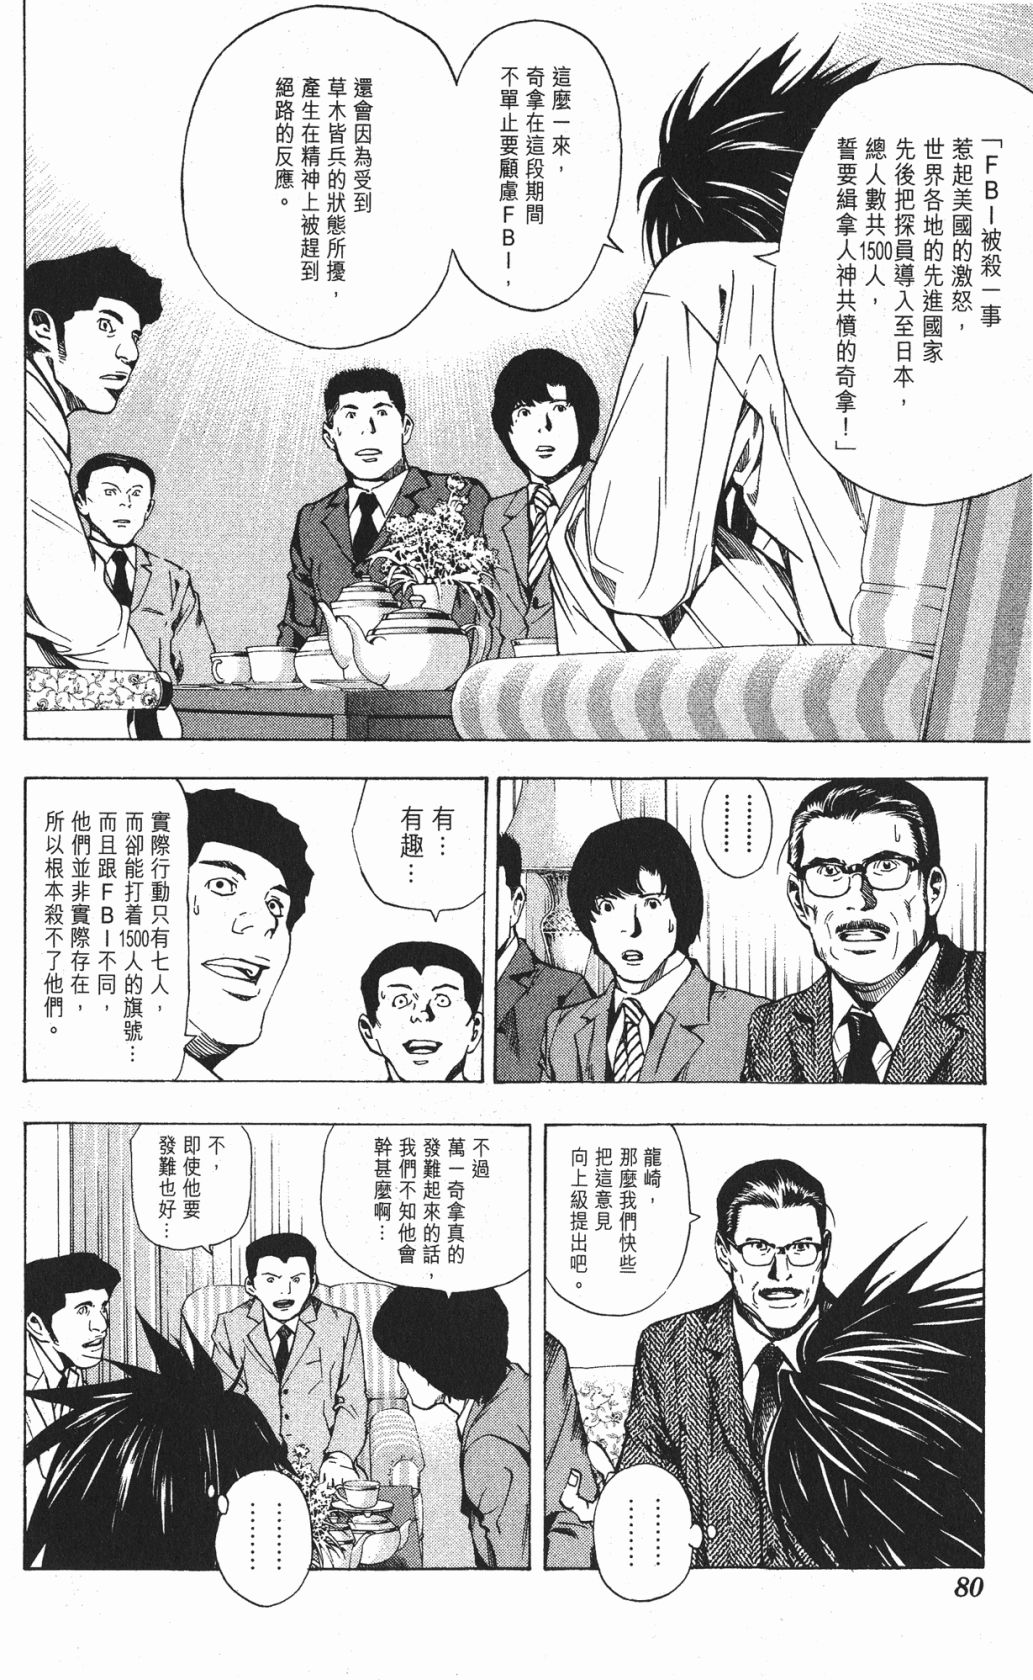 「ＦＢＩ被殺一事
惹起美國的激怒，
世界各地的先進國家
先後把探員導入至日本，
總人數共1500人，
誓要緝拿人神共憤的奇拿！」
這麼一來，
奇拿在這段期間
不單止要顧慮ＦＢＩ，
還會因為受到
草木皆兵的狀態所擾，
產生在精神上被趕到
絕路的反應。
………
………
有…
有趣…
實際行動只有七人，
而卻能打着1500人的旗號…
而且跟ＦＢＩ不同，
他們並非實際存在，
所以根本殺不了他們。
龍崎，
那麼我們快些
把這意見
向上級提出吧。
………
………
不過
萬一奇拿真的
發難起來的話，
我們不知他會
幹甚麼啊…
不，
即使他要
發難也好…
………
………
80